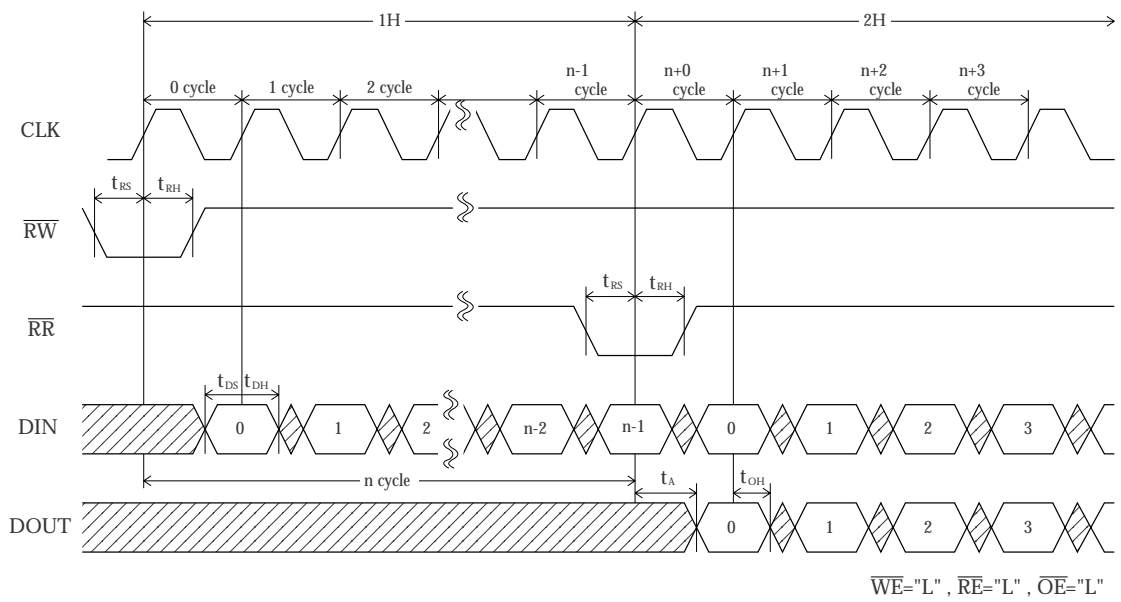 1H 2H
0 cycle 1 cycle 2 cycle n-1 cycle n+0 cycle n+1 cycle n+2 cycle n+3 cycle
CLK
tRS tRH
RW
tRS tRH
RR
tDS tDH
DIN 0 1 2 n-2 n-1 0 1 2 3
n cycle tA tOH
DOUT 0 1 2 3
WE="L" , RE="L" , OE="L"